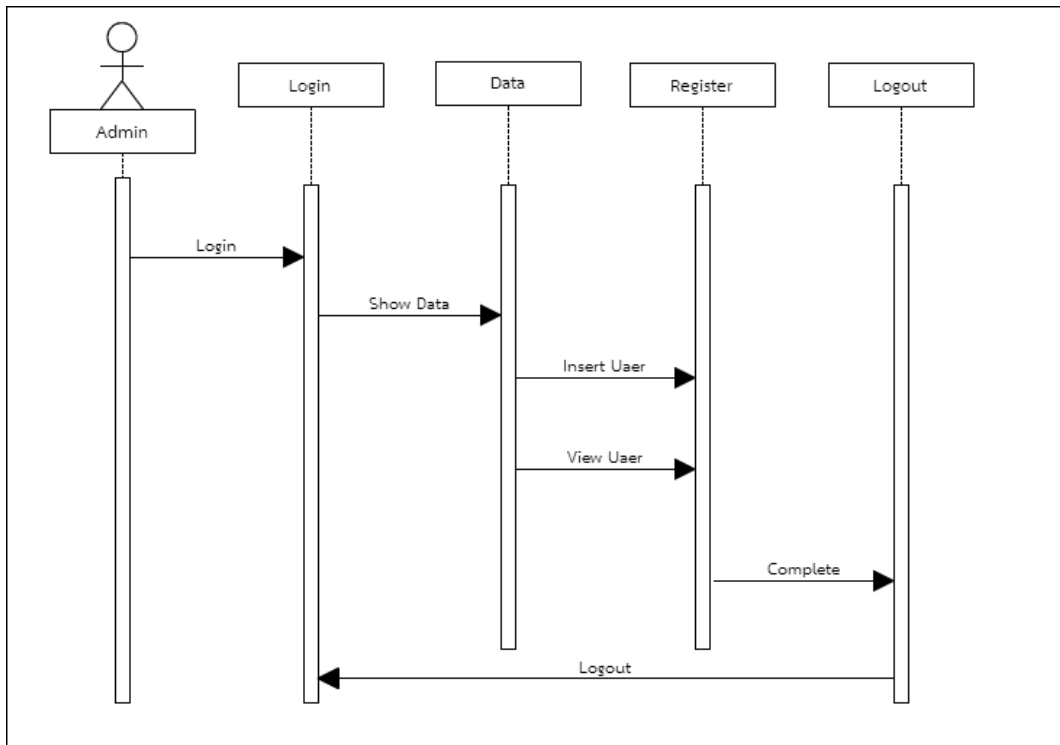 Admin
Login
Data
Register
Logout
Login
Show Data
Insert Uaer
View Uaer
Complete
Logout